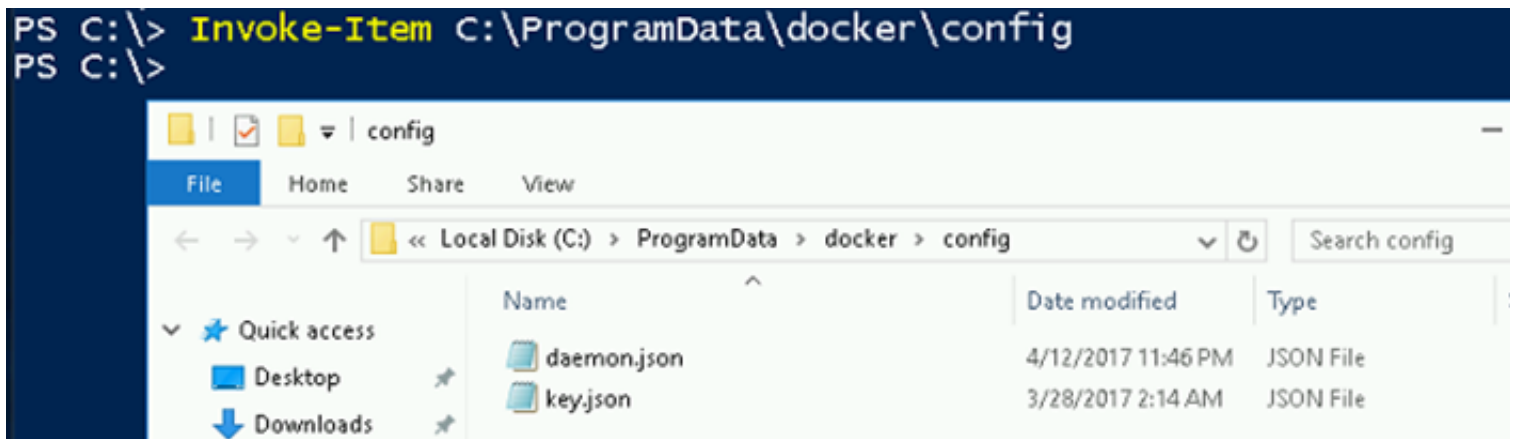 PS C:\> Invoke-Item C:\ProgramData\docker\config
PS C:\>
config
File Home Share View
« Local Disk (C:) > ProgramData > docker > config Search config
Name Date modified Type
Quick access
daemon.json 4/12/2017 11:46 PM JSON File
Desktop
key.json 3/28/2017 2:14 AM JSON File
Downloads